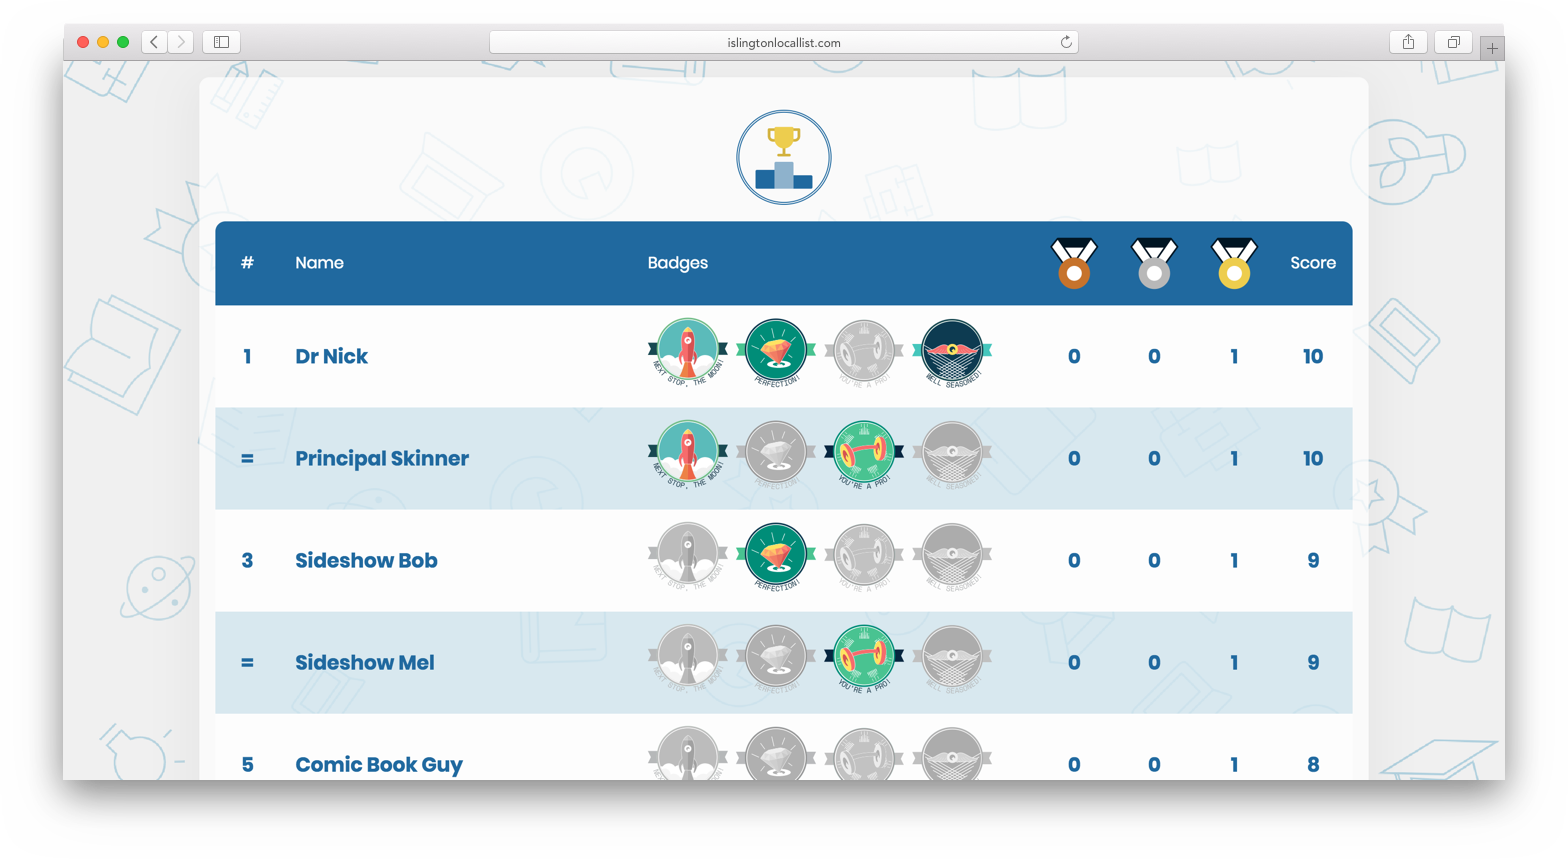 islingtonlocallist.com
# Name Badges Score
1 Dr Nick 0 0 1 10
NEXT STOP, THE MOON! PERFECTION! YOU'RE A PRO! WELL SEASONED!
= Principal Skinner 0 0 1 10
NEXT STOP, THE MOON! PERFECTION! YOU'RE A PRO! WELL SEASONED!
3 Sideshow Bob 0 0 1 9
NEXT STOP, THE MOON! PERFECTION! YOU'RE A PRO! WELL SEASONED!
= Sideshow Mel 0 0 1 9
NEXT STOP, THE MOON! PERFECTION! YOU'RE A PRO! WELL SEASONED!
5 Comic Book Guy 0 0 1 8